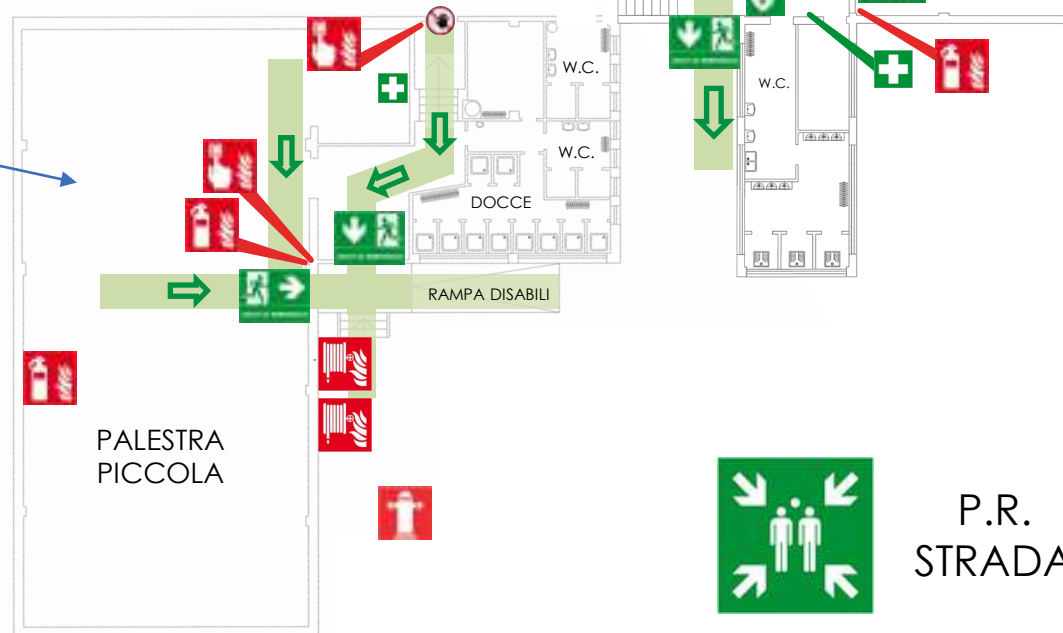 W.C.
W.C.
W.C.
DOCCE
RAMPA DISABILI
PALESTRA
PICCOLA
P.R.
STRADA